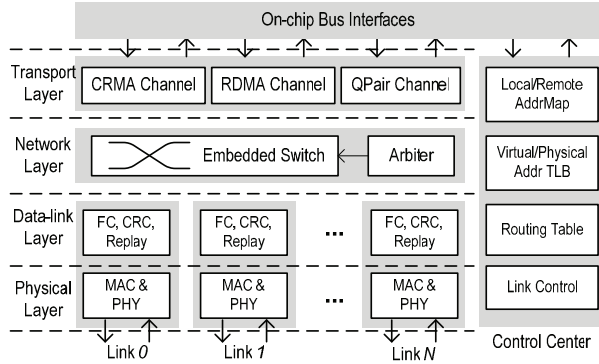 On-chip Bus Interfaces
Transport
Layer
CRMA Channel
RDMA Channel
QPair Channel
Local/Remote
AddrMap
Network
Layer
Embedded Switch
Arbiter
Virtual/Physical
Addr TLB
Data-link
Layer
FC, CRC,
Replay
FC, CRC,
Replay
...
FC, CRC,
Replay
Routing Table
Physical
Layer
MAC &
PHY
MAC &
PHY
...
MAC &
PHY
Link Control
Link 0
Link 1
Link N
Control Center